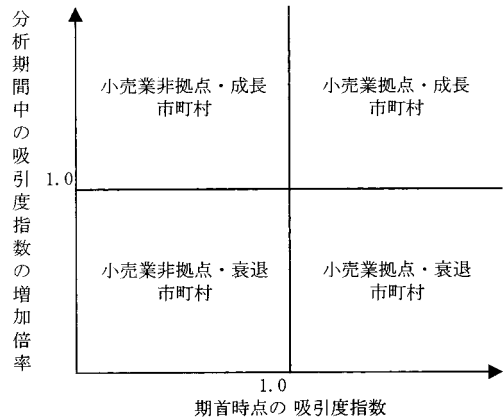 分析期間中の吸引度指数の増加倍率
小売業非拠点・成長
市町村
小売業拠点・成長
市町村
1.0
小売業非拠点・衰退
市町村
小売業拠点・衰退
市町村
1.0
期首時点の 吸引度指数